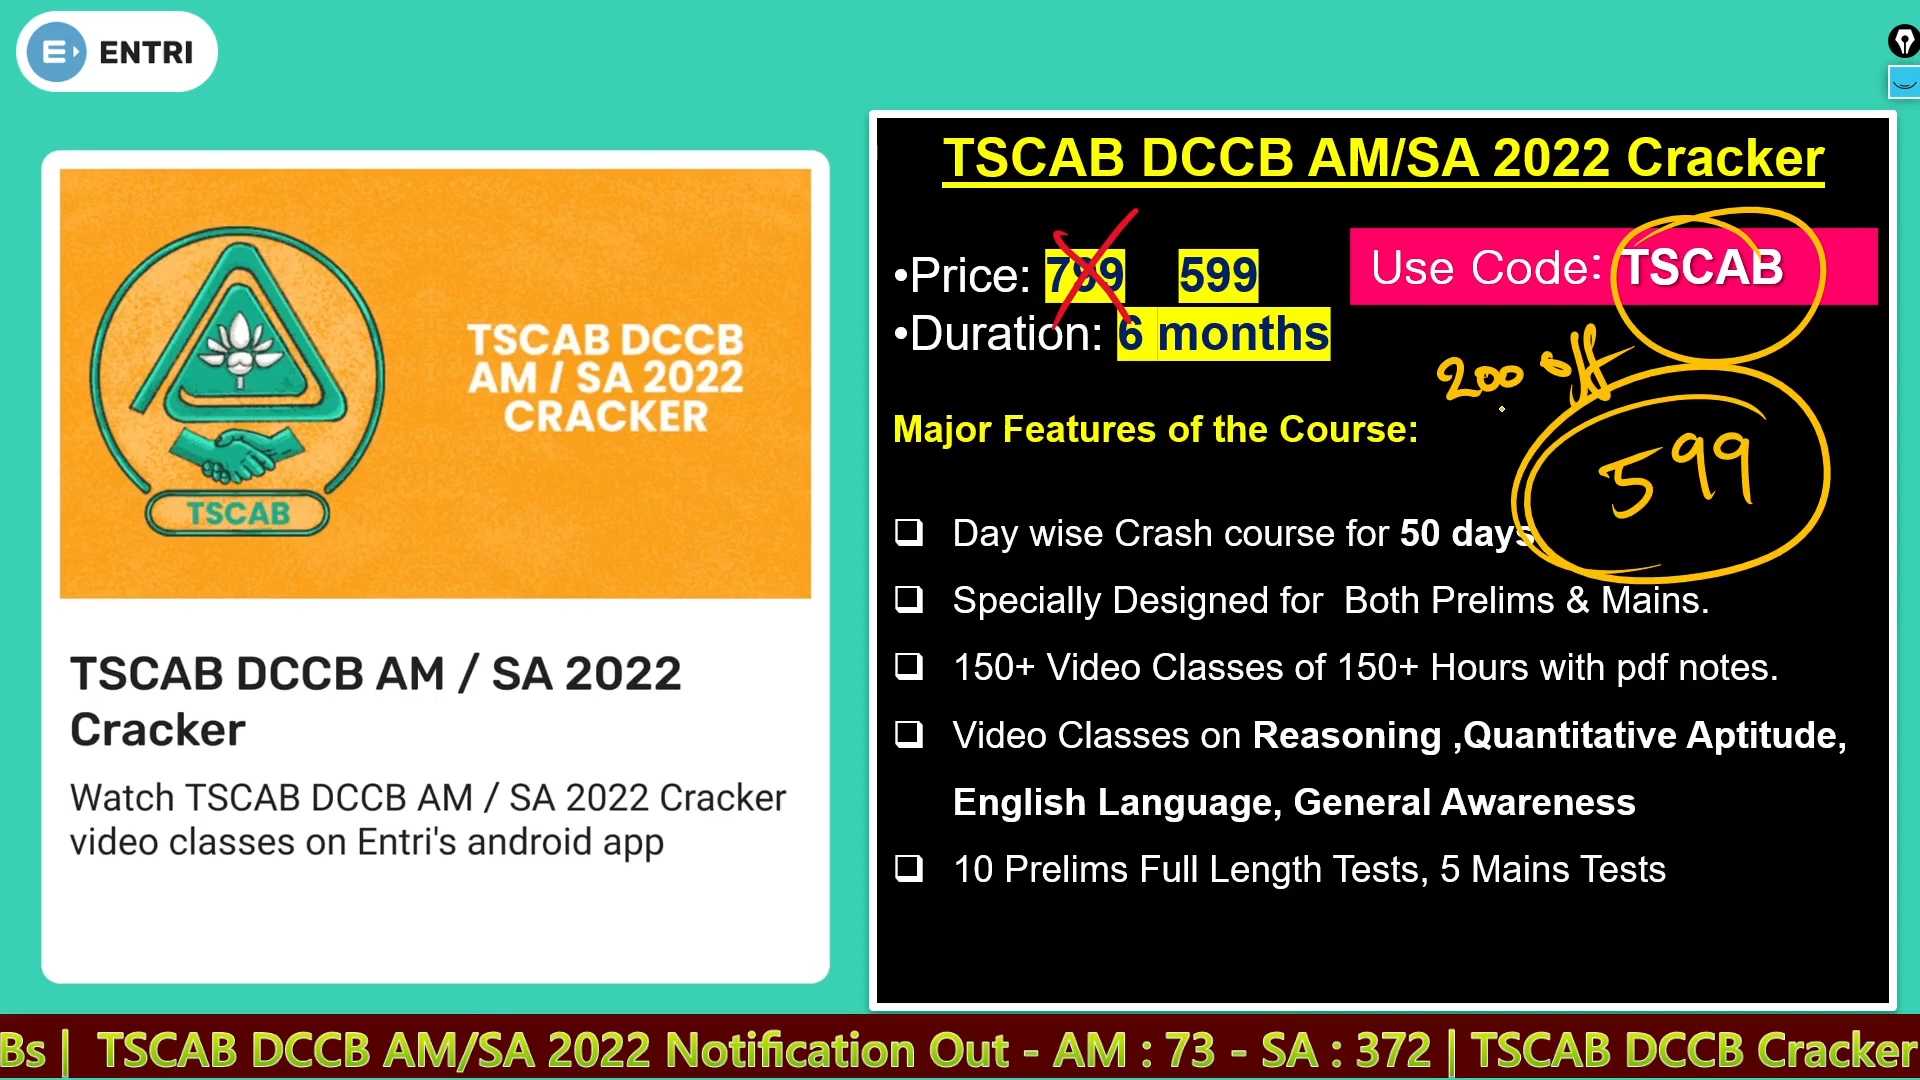 ENTRI
TSCAB DCCB
AM / SA 2022
CRACKER
TSCAB
TSCAB DCCB AM / SA 2022
Cracker
Watch TSCAB DCCB AM / SA 2022 Cracker
video classes on Entri's android app
TSCAB DCCB AM/SA 2022 Cracker
•Price: 799 599
Use Code: TSCAB
•Duration: 6 months
200 off
599
Major Features of the Course:
❑ Day wise Crash course for 50 days
❑ Specially Designed for Both Prelims & Mains.
❑ 150+ Video Classes of 150+ Hours with pdf notes.
❑ Video Classes on Reasoning ,Quantitative Aptitude,
English Language, General Awareness
❑ 10 Prelims Full Length Tests, 5 Mains Tests
Bs | TSCAB DCCB AM/SA 2022 Notification Out - AM : 73 - SA : 372 | TSCAB DCCB Cracker